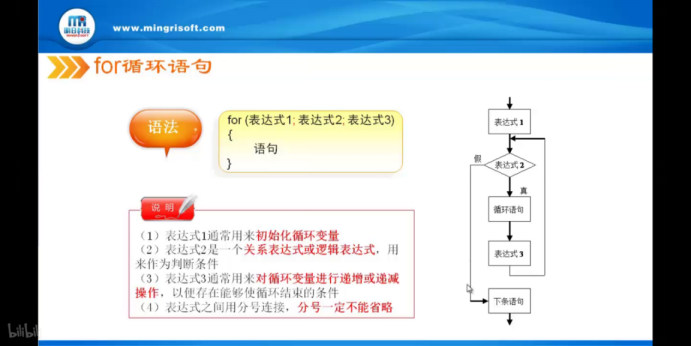 明日科技
www.mingrisoft.com
for循环语句
语法
for (表达式1; 表达式2; 表达式3)
{
语句
}
说 明
（1）表达式1通常用来初始化循环变量
（2）表达式2是一个关系表达式或逻辑表达式，用
来作为判断条件
（3）表达式3通常用来对循环变量进行递增或递减
操作，以便存在能够使循环结束的条件
（4）表达式之间用分号连接，分号一定不能省略
表达式 1
假
表达式 2
真
循环语句
表达式 3
下条语句
bilibili